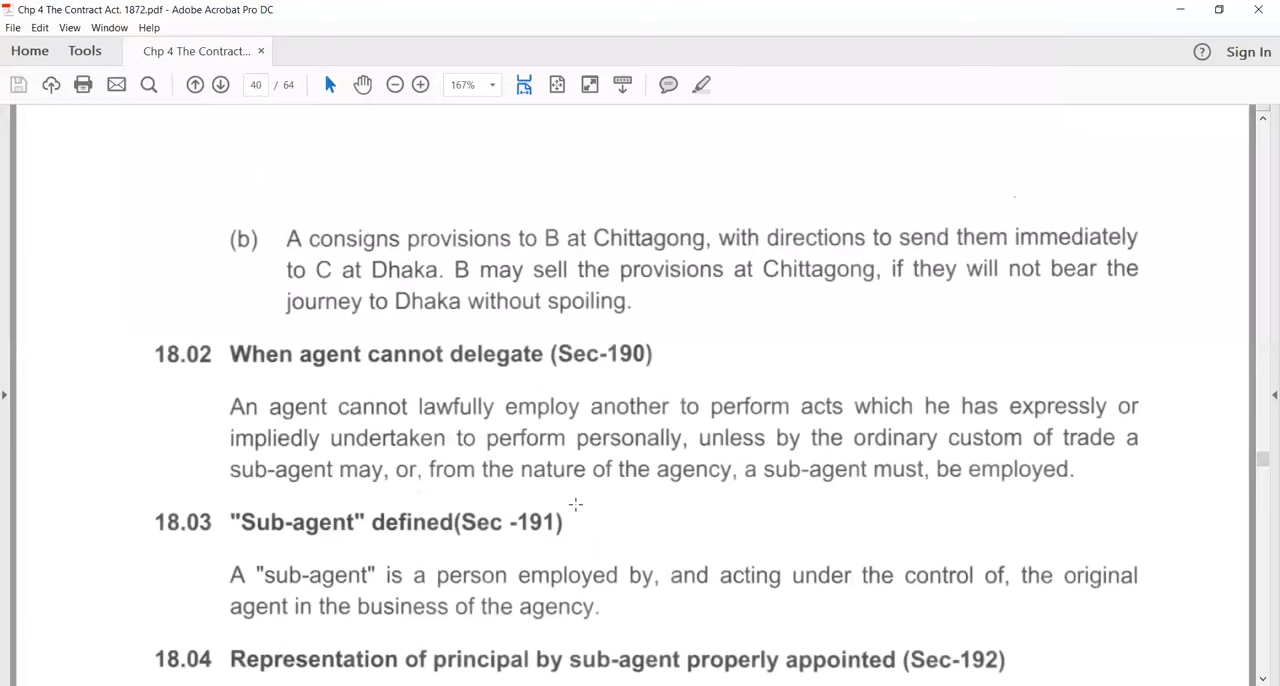 Chp 4 The Contract Act. 1872.pdf - Adobe Acrobat Pro DC
File Edit View Window Help
Home Tools Chp 4 The Contract... × ? Sign In
40 / 64 167%
(b) A consigns provisions to B at Chittagong, with directions to send them immediately
to C at Dhaka. B may sell the provisions at Chittagong, if they will not bear the
journey to Dhaka without spoiling.
18.02 When agent cannot delegate (Sec-190)
An agent cannot lawfully employ another to perform acts which he has expressly or
impliedly undertaken to perform personally, unless by the ordinary custom of trade a
sub-agent may, or, from the nature of the agency, a sub-agent must, be employed.
18.03 "Sub-agent" defined(Sec -191)
A "sub-agent" is a person employed by, and acting under the control of, the original
agent in the business of the agency.
18.04 Representation of principal by sub-agent properly appointed (Sec-192)